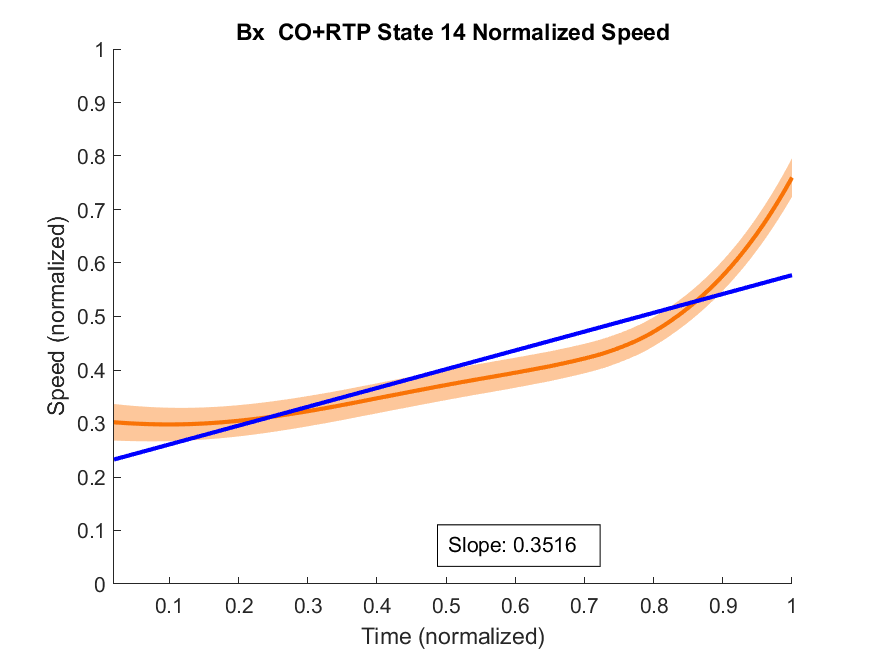 Bx  CO+RTP State 14 Normalized Speed
1
0.9
0.8
0.7
0.6
0.5
0.4
0.3
0.2
0.1
0
Speed (normalized)
Slope: 0.3516
0.1 0.2 0.3 0.4 0.5 0.6 0.7 0.8 0.9 1
Time (normalized)